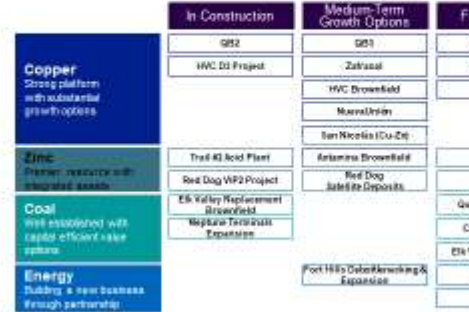 In Construction
Medium-Term
Growth Options
F
Copper
Strong platform
with substantial
growth options
QB2
HVC D3 Project
QB3
Zafranal
HVC Brownfield
NuevaUnión
San Nicolás (Cu-Zn)
Zinc
Premier resource with
integrated assets
Trail #2 Acid Plant
Red Dog VIP2 Project
Antamina Brownfield
Red Dog
Satellite Deposits
Coal
Well established with
capital efficient value
options
Elk Valley Replacement
Brownfield
Neptune Terminals
Expansion
Energy
Building a new business
through partnership
Fort Hills Debottlenecking &
Expansion